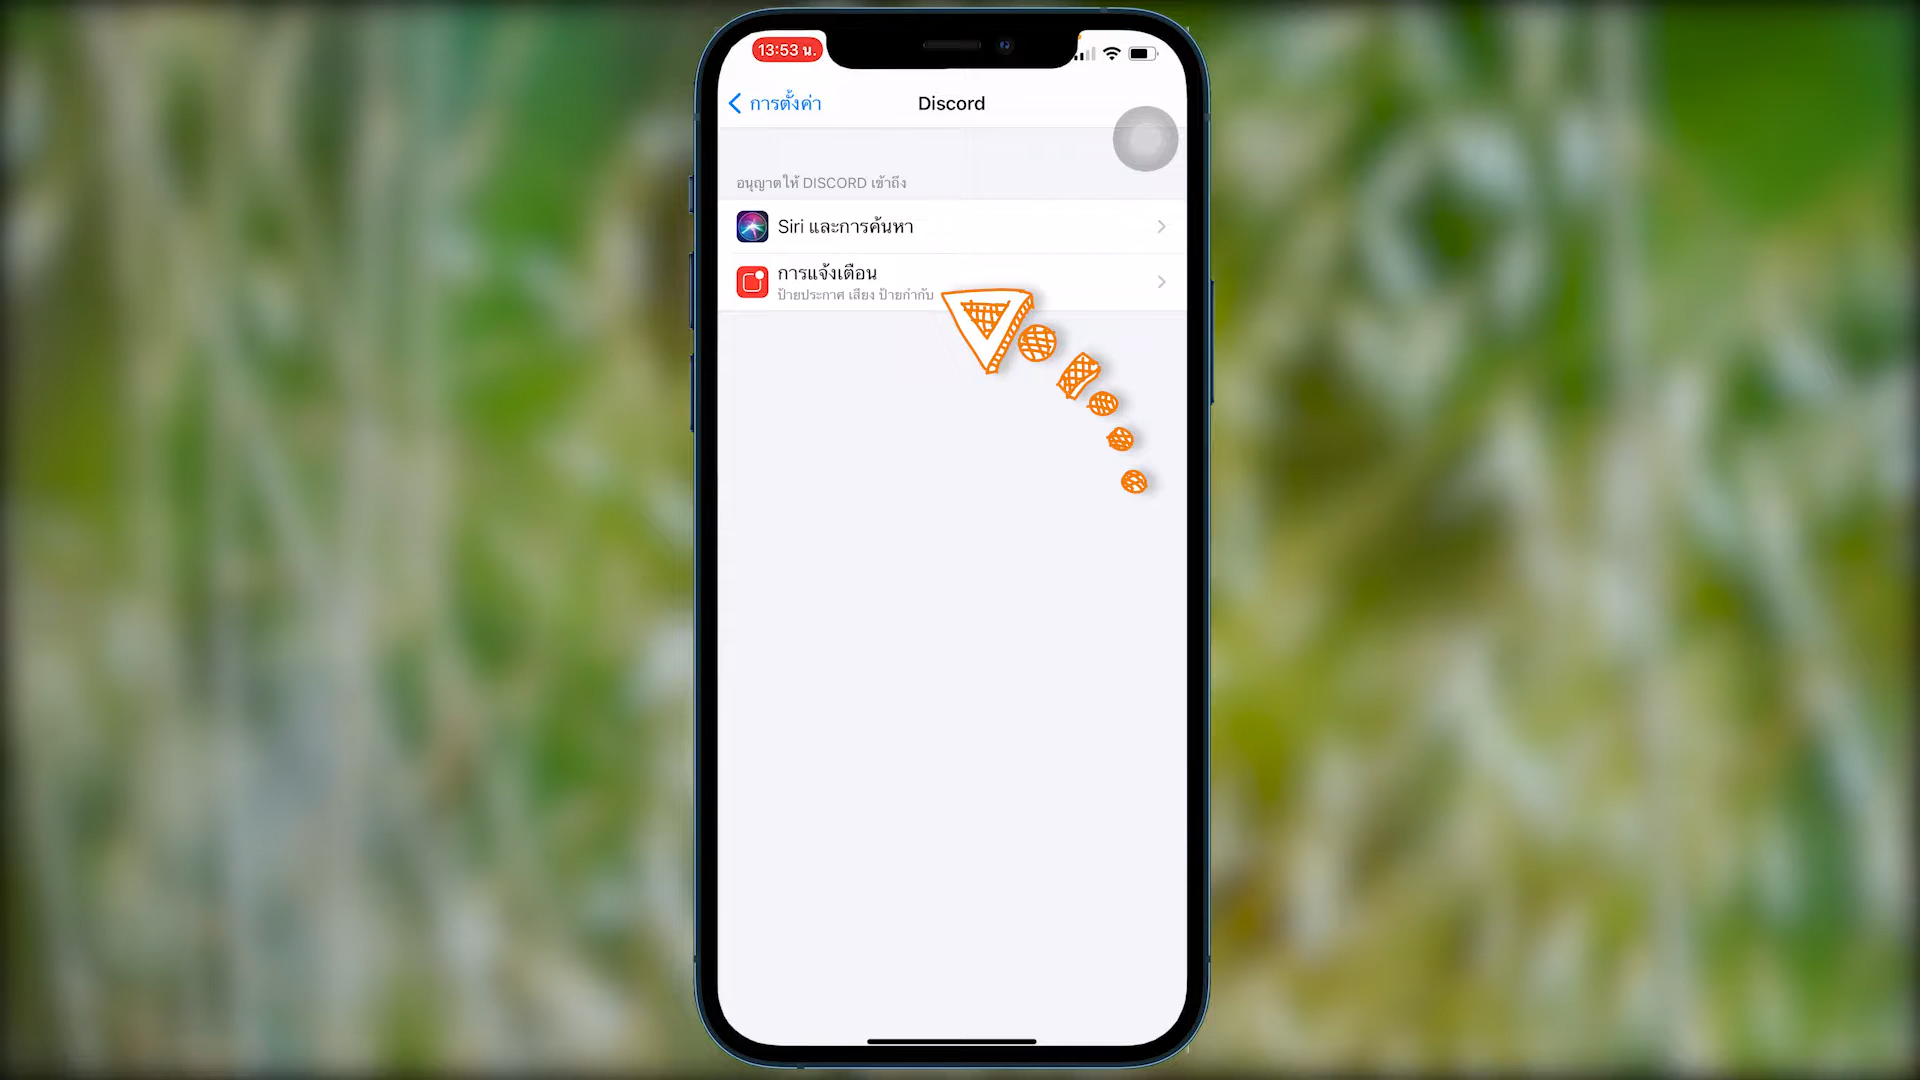 13:53 น.
การตั้งค่า
Discord
อนุญาตให้ DISCORD เข้าถึง
Siri และการค้นหา
การแจ้งเตือน
ป้ายประกาศ เสียง ป้ายกำกับ